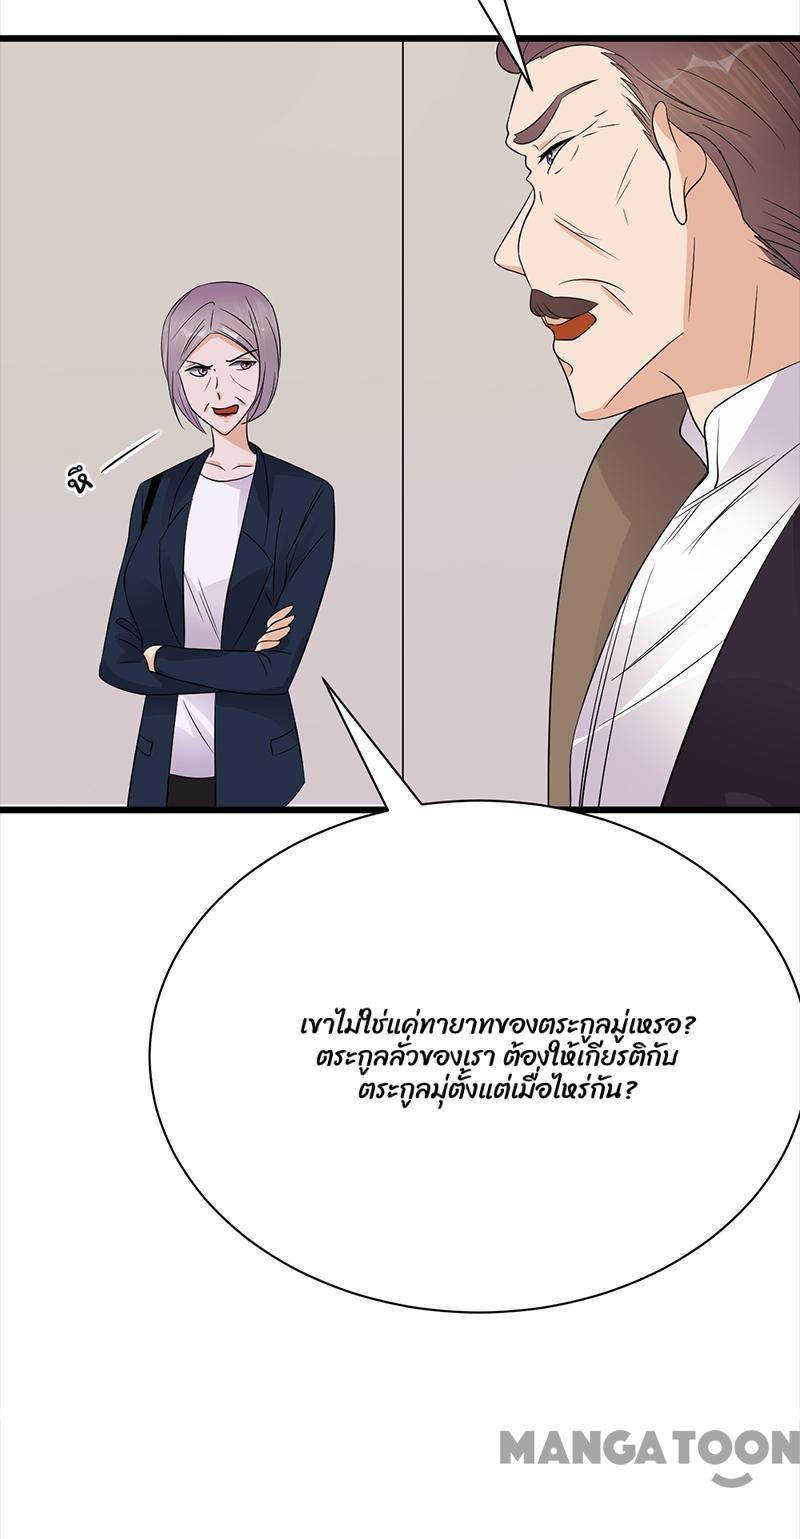 หึ
เขาไม่ใช่แค่ทายาทของตระกูลมู่เหรอ?
ตระกูลลั่วของเรา ต้องให้เกียรติกับ
ตระกูลมุ่ตั้งแต่เมื่อไหร่กัน?
MANGATOON